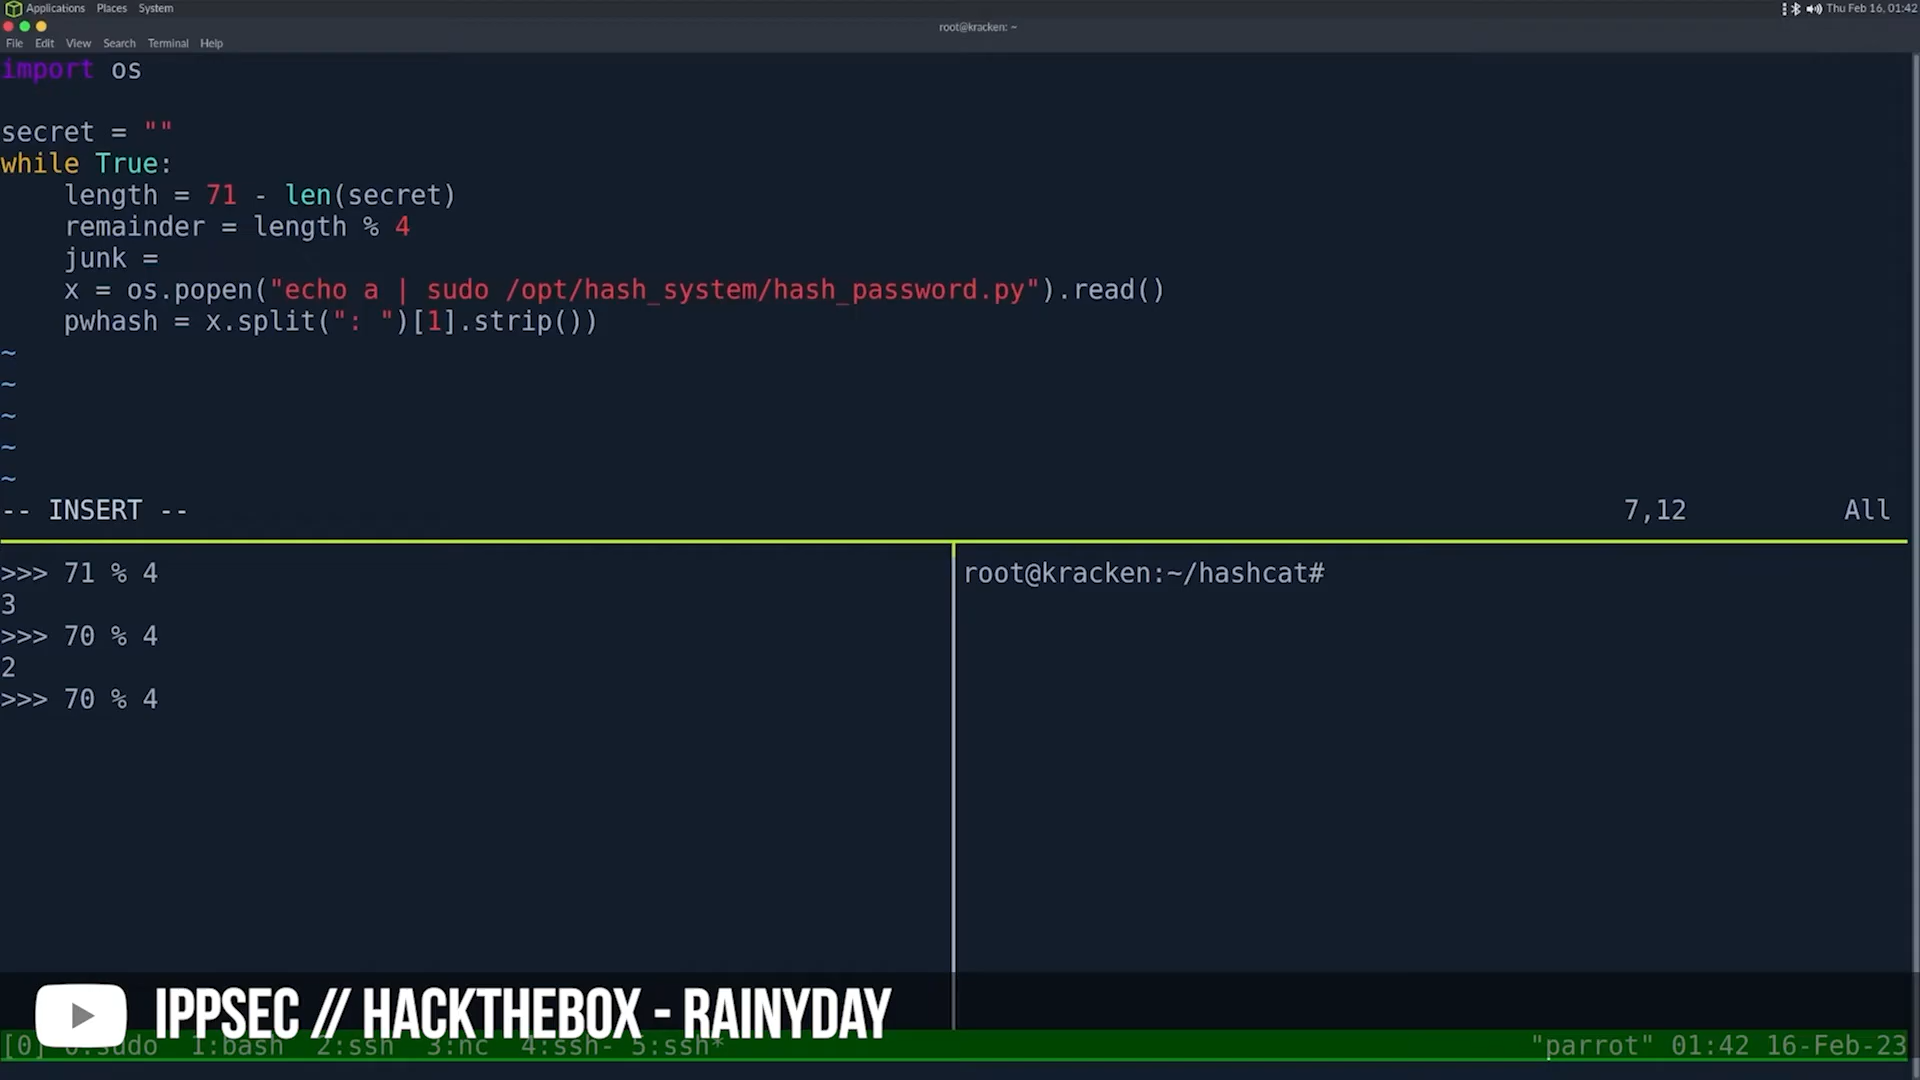 Applications Places System
Thu Feb 16, 01:42
root@kracken: ~
File Edit View Search Terminal Help
import os
secret = ""
while True:
    length = 71 - len(secret)
    remainder = length % 4
    junk =
    x = os.popen("echo a | sudo /opt/hash_system/hash_password.py").read()
    pwhash = x.split(": ")[1].strip())
~
~
~
~
~
-- INSERT --
7,12
All
>>> 71 % 4
3
>>> 70 % 4
2
>>> 70 % 4
root@kracken:~/hashcat#
IPPSEC // HACKTHEBOX - RAINYDAY
[0] 0:sudo 1:bash 2:ssh 3:nc 4:ssh- 5:ssh*
"parrot" 01:42 16-Feb-23